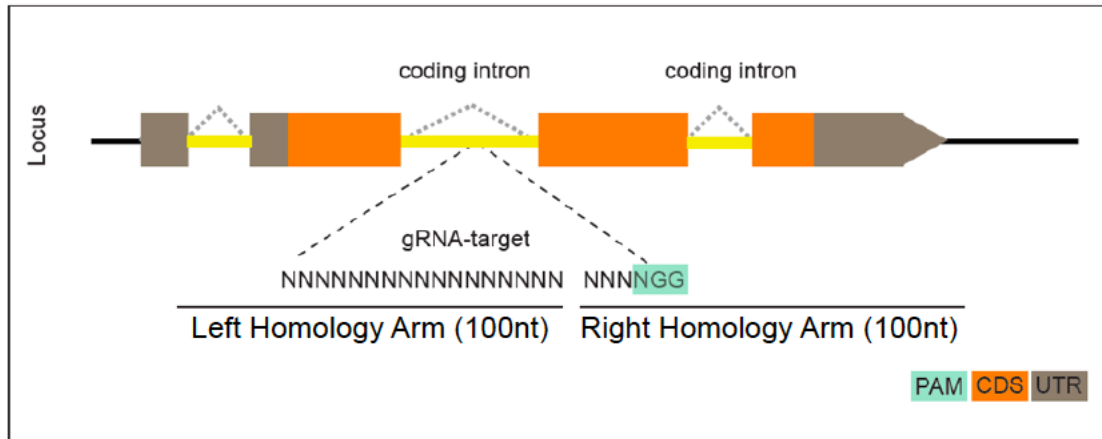 Locus
coding intron coding intron
gRNA-target
NNNNNNNNNNNNNNNNN NNNNGG
Left Homology Arm (100nt) Right Homology Arm (100nt)
PAM CDS UTR